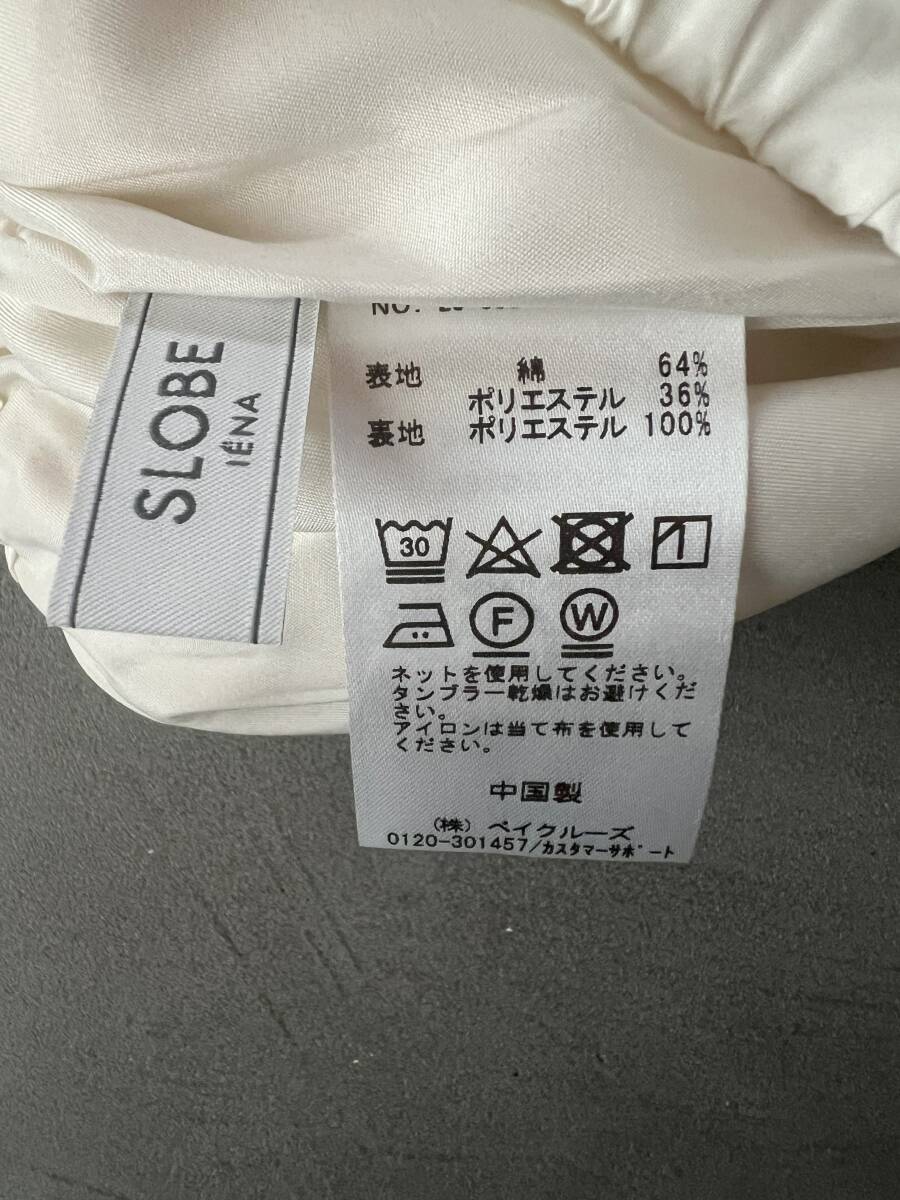 SLOBE
IÉNA
NO.
表地 綿 64%
ポリエステル 36%
裏地 ポリエステル 100%
30
F
W
ネットを使用してください。
タンブラー乾燥はお避けくだ
さい。
アイロンは当て布を使用して
ください。
中国製
(株) ベイクルーズ
0120-301457/カスタマーサポート